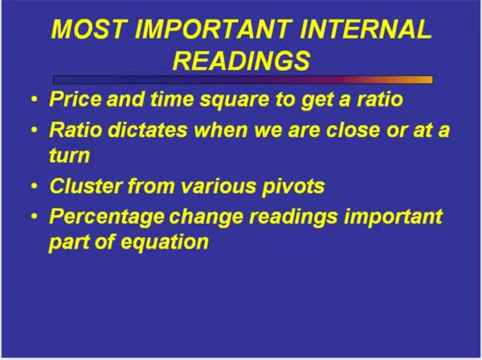 MOST IMPORTANT INTERNAL
READINGS
• Price and time square to get a ratio
• Ratio dictates when we are close or at a
turn
• Cluster from various pivots
• Percentage change readings important
part of equation